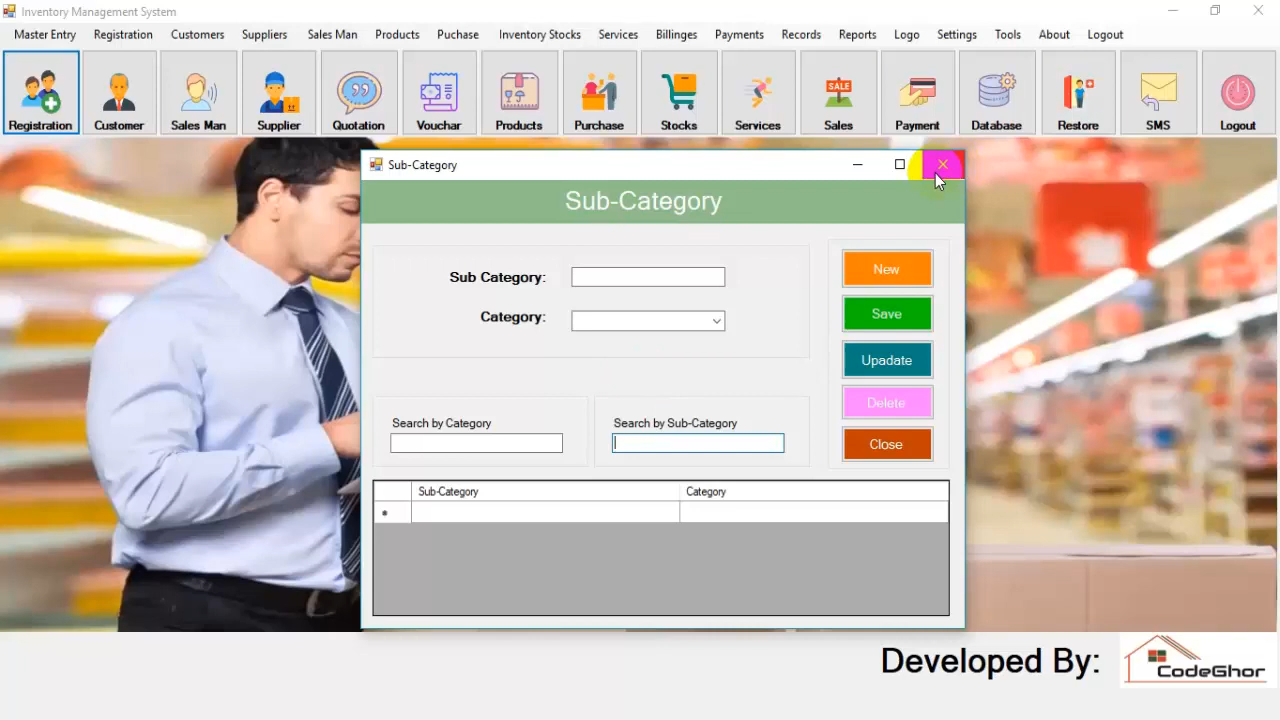 Inventory Management System
Master Entry Registration Customers Suppliers Sales Man Products Puchase Inventory Stocks Services Billinges Payments Records Reports Logo Settings Tools About Logout
Registration Customer Sales Man Supplier Quotation Vouchar Products Purchase Stocks Services Sales Payment Database Restore SMS Logout
SALE
Sub-Category
Sub-Category
Sub Category:
Category:
New
Save
Upadate
Delete
Close
Search by Category
Search by Sub-Category
Sub-Category Category
Developed By:
CodeGhor